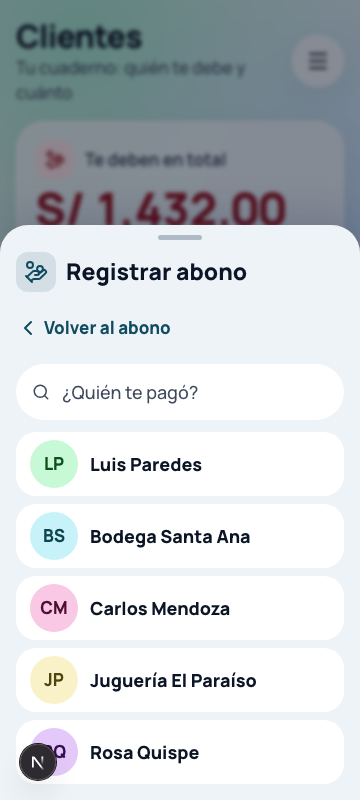 Clientes
Tu cuaderno: quién te debe y
cuánto
Te deben en total
S/ 1,432.00
Registrar abono
Volver al abono
¿Quién te pagó?
LP Luis Paredes
BS Bodega Santa Ana
CM Carlos Mendoza
JP Juguería El Paraíso
Rosa Quispe
N